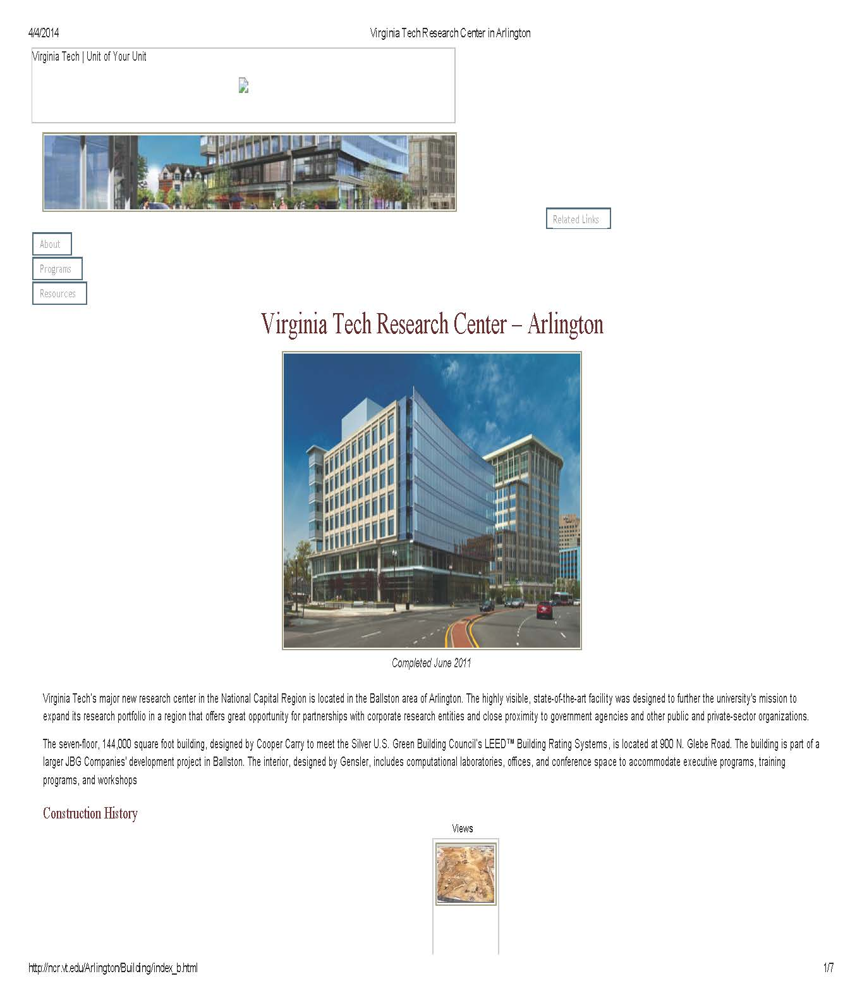 4/4/2014 Virginia Tech Research Center in Arlington
Virginia Tech | Unit of Your Unit
Related Links
About
Programs
Resources
Virginia Tech Research Center – Arlington
Completed June 2011
Virginia Tech's major new research center in the National Capital Region is located in the Ballston area of Arlington. The highly visible, state-of-the-art facility was designed to further the university's mission to
expand its research portfolio in a region that offers great opportunity for partnerships with corporate research entities and close proximity to government agencies and other public and private-sector organizations.
The seven-floor, 144,000 square foot building, designed by Cooper Carry to meet the Silver U.S. Green Building Council's LEED™ Building Rating Systems, is located at 900 N. Glebe Road. The building is part of a
larger JBG Companies' development project in Ballston. The interior, designed by Gensler, includes computational laboratories, offices, and conference space to accommodate executive programs, training
programs, and workshops
Construction History
Views
http://ncr.vt.edu/Arlington/Building/index_b.html 1/7